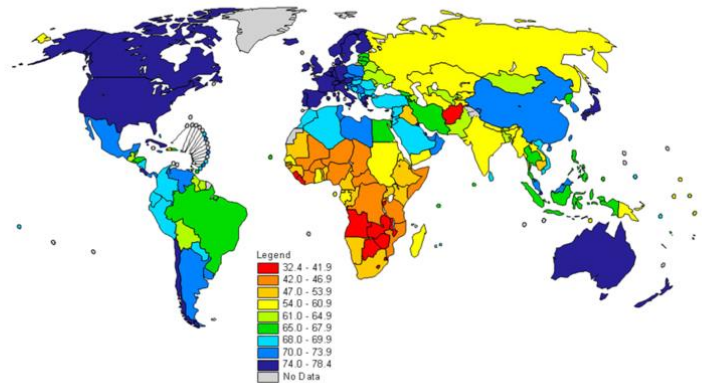 Legend
32.4 - 41.9
42.0 - 46.9
47.0 - 53.9
54.0 - 60.9
61.0 - 64.9
65.0 - 67.9
68.0 - 69.9
70.0 - 73.9
74.0 - 78.4
No Data